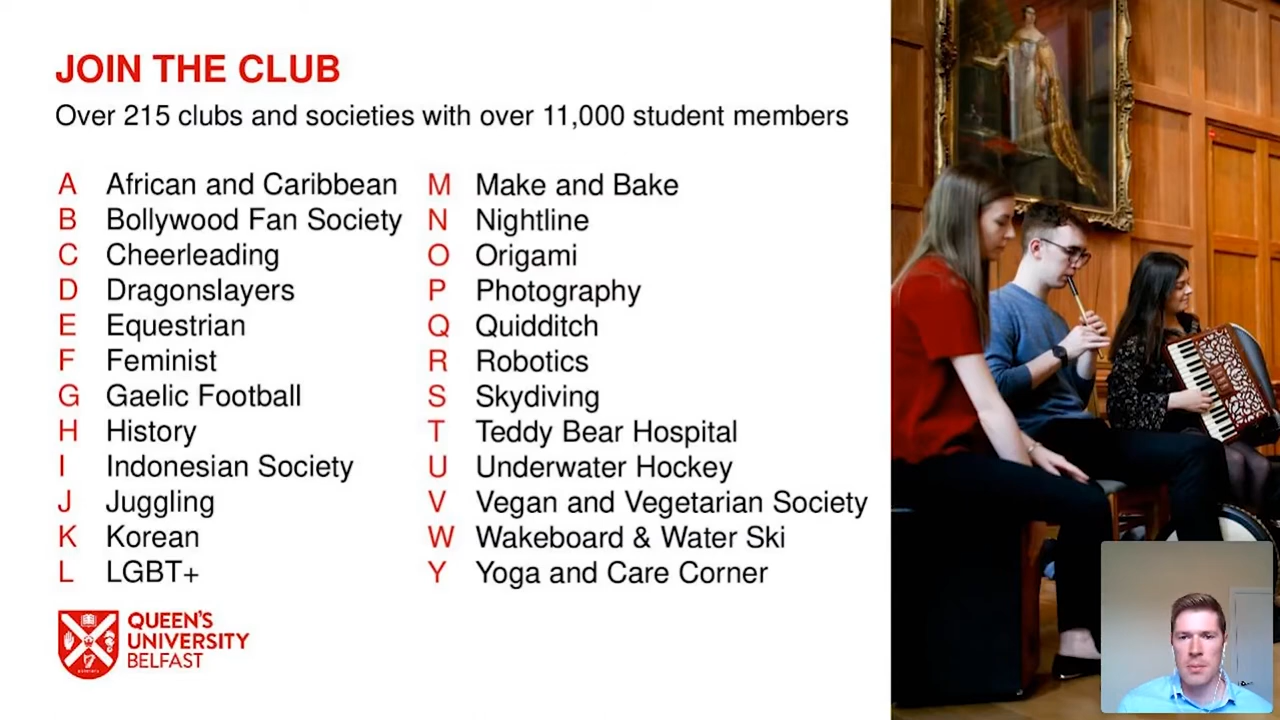 JOIN THE CLUB
Over 215 clubs and societies with over 11,000 student members
A African and Caribbean
B Bollywood Fan Society
C Cheerleading
D Dragonslayers
E Equestrian
F Feminist
G Gaelic Football
H History
I Indonesian Society
J Juggling
K Korean
L LGBT+
M Make and Bake
N Nightline
O Origami
P Photography
Q Quidditch
R Robotics
S Skydiving
T Teddy Bear Hospital
U Underwater Hockey
V Vegan and Vegetarian Society
W Wakeboard & Water Ski
Y Yoga and Care Corner
QUEEN'S
UNIVERSITY
BELFAST